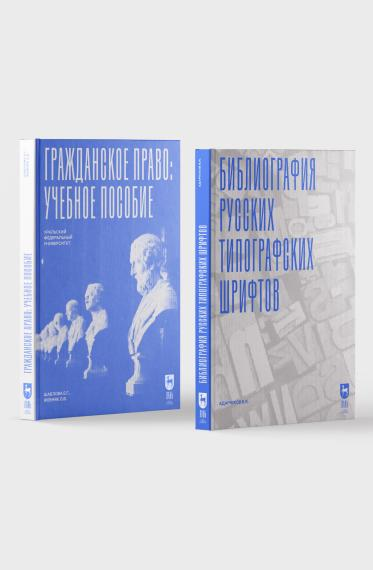 ГРАЖДАНСКОЕ ПРАВО:
УЧЕБНОЕ ПОСОБИЕ
УРАЛЬСКИЙ
ФЕДЕРАЛЬНЫЙ
УНИВЕРСИТЕТ
ГРАЖДАНСКОЕ ПРАВО: УЧЕБНОЕ ПОСОБИЕ
БИБЛИОГРАФИЯ
РУССКИХ
ТИПОГРАФСКИХ
ШРИФТОВ
БИБЛИОГРАФИЯ РУССКИХ ТИПОГРАФСКИХ ШРИФТОВ